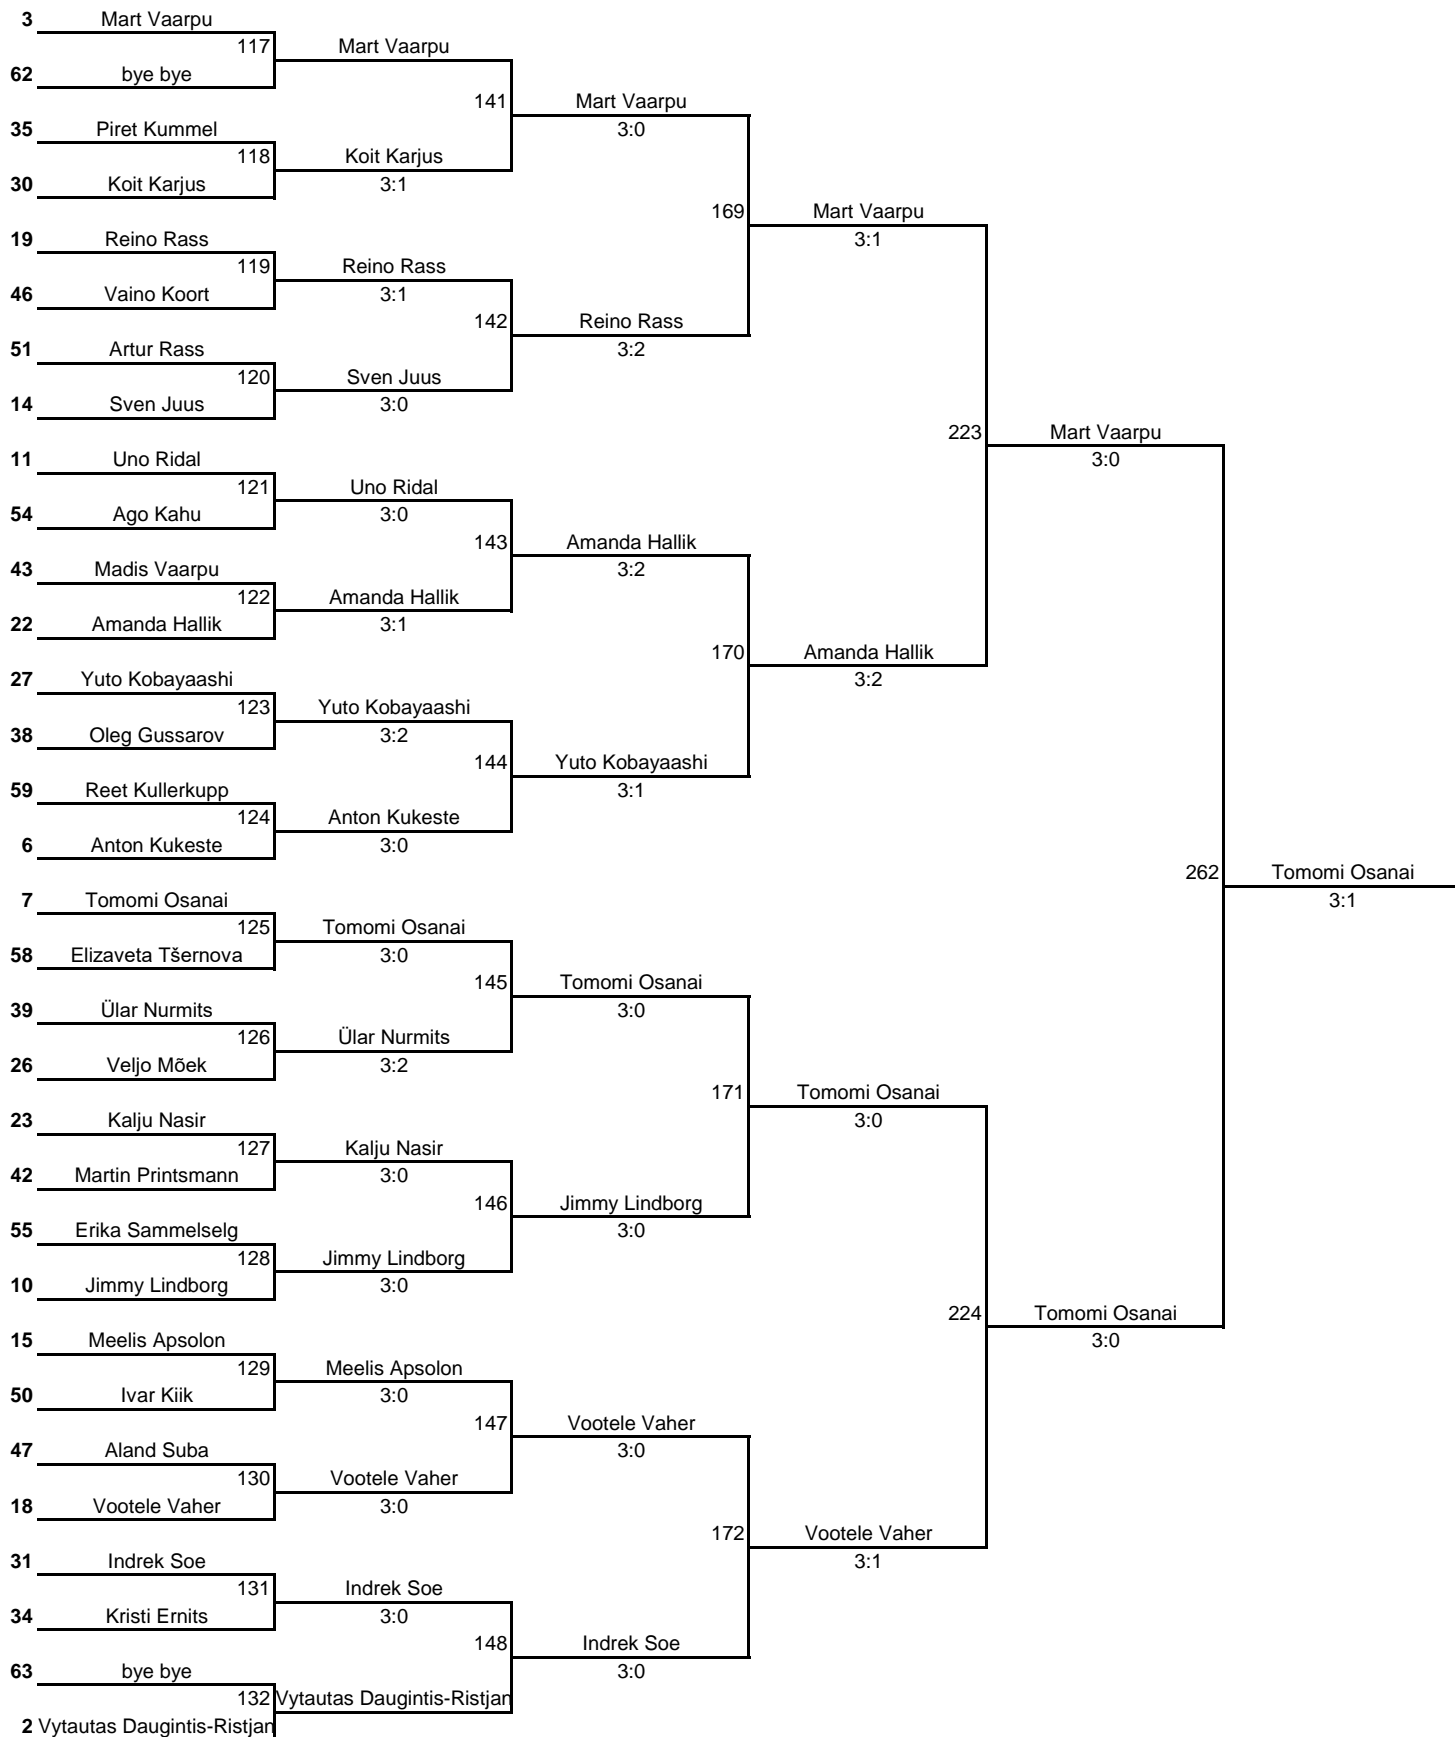 3 Mart Vaarpu
117 Mart Vaarpu
62 bye bye
141 Mart Vaarpu
35 Piret Kummel 3:0
118 Koit Karjus
30 Koit Karjus 3:1
169 Mart Vaarpu
19 Reino Rass 3:1
119 Reino Rass
46 Vaino Koort 3:1
142 Reino Rass
51 Artur Rass 3:2
120 Sven Juus
14 Sven Juus 3:0
223 Mart Vaarpu
11 Uno Ridal 3:0
121 Uno Ridal
54 Ago Kahu 3:0
143 Amanda Hallik
43 Madis Vaarpu 3:2
122 Amanda Hallik
22 Amanda Hallik 3:1
170 Amanda Hallik
27 Yuto Kobayaashi 3:2
123 Yuto Kobayaashi
38 Oleg Gussarov 3:2
144 Yuto Kobayaashi
59 Reet Kullerkupp 3:1
124 Anton Kukeste
6 Anton Kukeste 3:0
262 Tomomi Osanai
7 Tomomi Osanai 3:1
125 Tomomi Osanai
58 Elizaveta Tšernova 3:0
145 Tomomi Osanai
39 Ülar Nurmits 3:0
126 Ülar Nurmits
26 Veljo Mõek 3:2
171 Tomomi Osanai
23 Kalju Nasir 3:0
127 Kalju Nasir
42 Martin Printsmann 3:0
146 Jimmy Lindborg
55 Erika Sammelselg 3:0
128 Jimmy Lindborg
10 Jimmy Lindborg 3:0
224 Tomomi Osanai
15 Meelis Apsolon 3:0
129 Meelis Apsolon
50 Ivar Kiik 3:0
147 Vootele Vaher
47 Aland Suba 3:0
130 Vootele Vaher
18 Vootele Vaher 3:0
172 Vootele Vaher
31 Indrek Soe 3:1
131 Indrek Soe
34 Kristi Ernits 3:0
148 Indrek Soe
63 bye bye 3:0
132 Vytautas Daugintis-Ristjan
2 Vytautas Daugintis-Ristjan